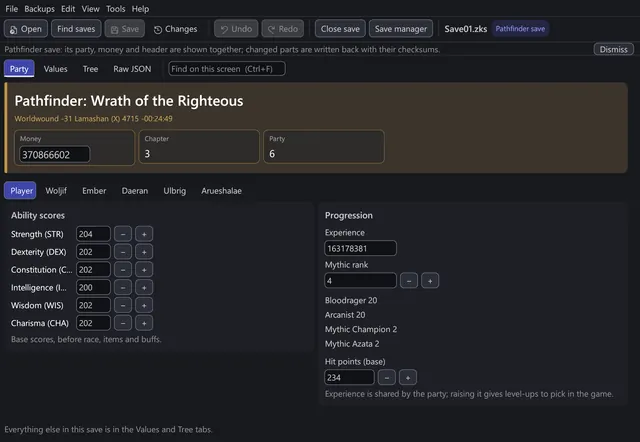 File Backups Edit View Tools Help
Open Find saves Save Changes Undo Redo Close save Save manager Save01.zks Pathfinder save
Pathfinder save: its party, money and header are shown together; changed parts are written back with their checksums. Dismiss
Party Values Tree Raw JSON Find on this screen (Ctrl+F)
Pathfinder: Wrath of the Righteous
Worldwound -31 Lamashan (X) 4715 -00:24:49
Money Chapter Party
370866602 3 6
Player Woljif Ember Daeran Ulbrig Arueshalae
Ability scores
Strength (STR) 204 − +
Dexterity (DEX) 202 − +
Constitution (C... 202 − +
Intelligence (I... 200 − +
Wisdom (WIS) 202 − +
Charisma (CHA) 202 − +
Base scores, before race, items and buffs.
Progression
Experience
163178381
Mythic rank
4 − +
Bloodrager 20
Arcanist 20
Mythic Champion 2
Mythic Azata 2
Hit points (base)
234 − +
Experience is shared by the party; raising it gives level-ups to pick in the game.
Everything else in this save is in the Values and Tree tabs.